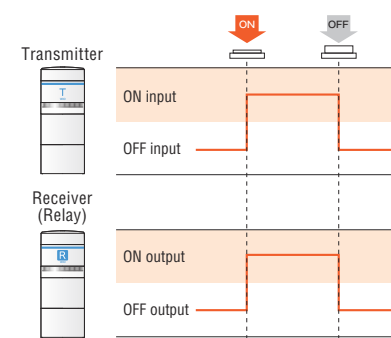 ON
OFF
Transmitter
T
ON input
OFF input
Receiver
(Relay)
R
ON output
OFF output